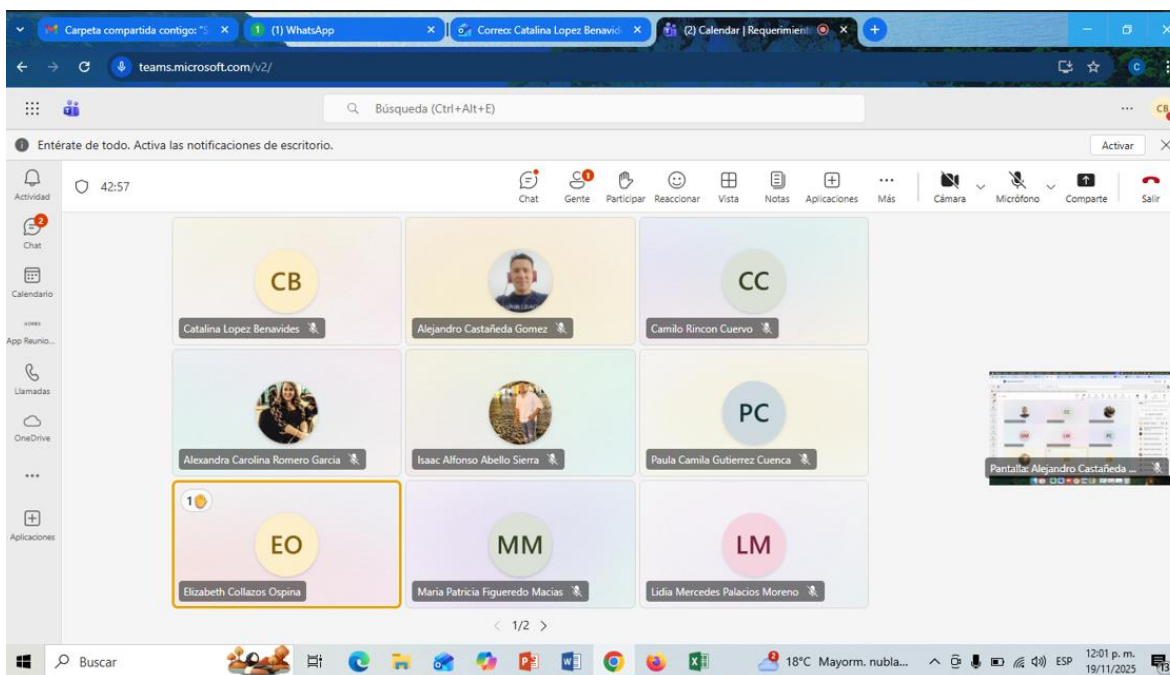 Carpeta compartida contigo: "S
1 (1) WhatsApp
Correo: Catalina Lopez Benavid
(2) Calendar | Requerimient
teams.microsoft.com/v2/
C
Búsqueda (Ctrl+Alt+E)
CB
Entérate de todo. Activa las notificaciones de escritorio.
Activar
Actividad
42:57
Chat
1
Gente
Participar
Reaccionar
Vista
Notas
Aplicaciones
Más
Cámara
Micrófono
Comparte
Salir
2
Chat
Calendario
App Reunio...
Llamadas
OneDrive
Aplicaciones
CB
Catalina Lopez Benavides
Alejandro Castañeda Gomez
CC
Camilo Rincon Cuervo
Alexandra Carolina Romero Garcia
Isaac Alfonso Abello Sierra
PC
Paula Camila Gutierrez Cuenca
Pantalla: Alejandro Castañeda ...
1
EO
Elizabeth Collazos Ospina
MM
Maria Patricia Figueredo Macias
LM
Lidia Mercedes Palacios Moreno
1/2
Buscar
18°C Mayorm. nubla...
ESP
12:01 p. m.
19/11/2025
13